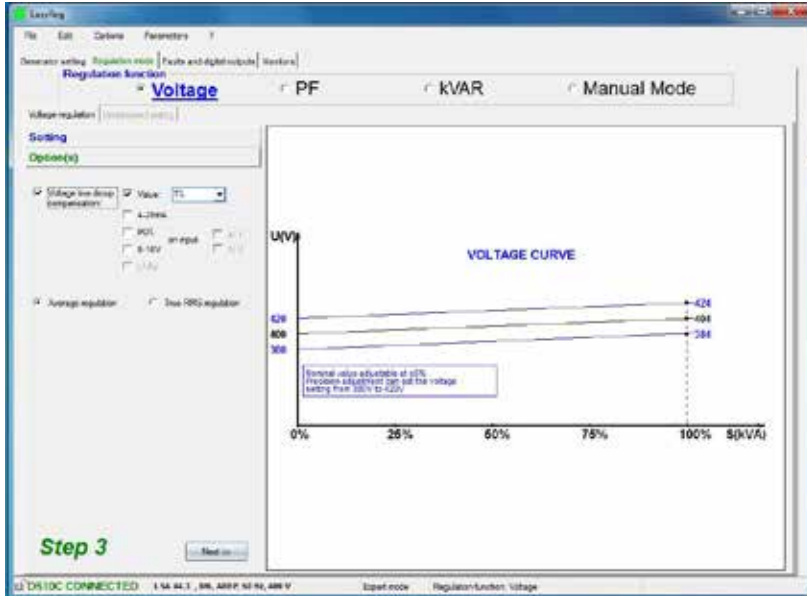 EasyReg
File Edit Options Parameters ?
Generator setting Regulation mode Faults and digital outputs Monitors
Regulation function
Voltage PF kVAR Manual Mode
Voltage regulation
Setting
Option(s)
Voltage line droop compensation Value 1%
4-20mA
POT on input
0-10V
Average regulation True RMS regulation
U(V)
VOLTAGE CURVE
420 424
400 404
380 384
Nominal value adjustable at ±5%
Precision adjustment can set the voltage
setting from 380V to 420V
0% 25% 50% 75% 100% S(kVA)
Step 3 Next >>
D510C CONNECTED 400 V Expert mode Regulation function: Voltage